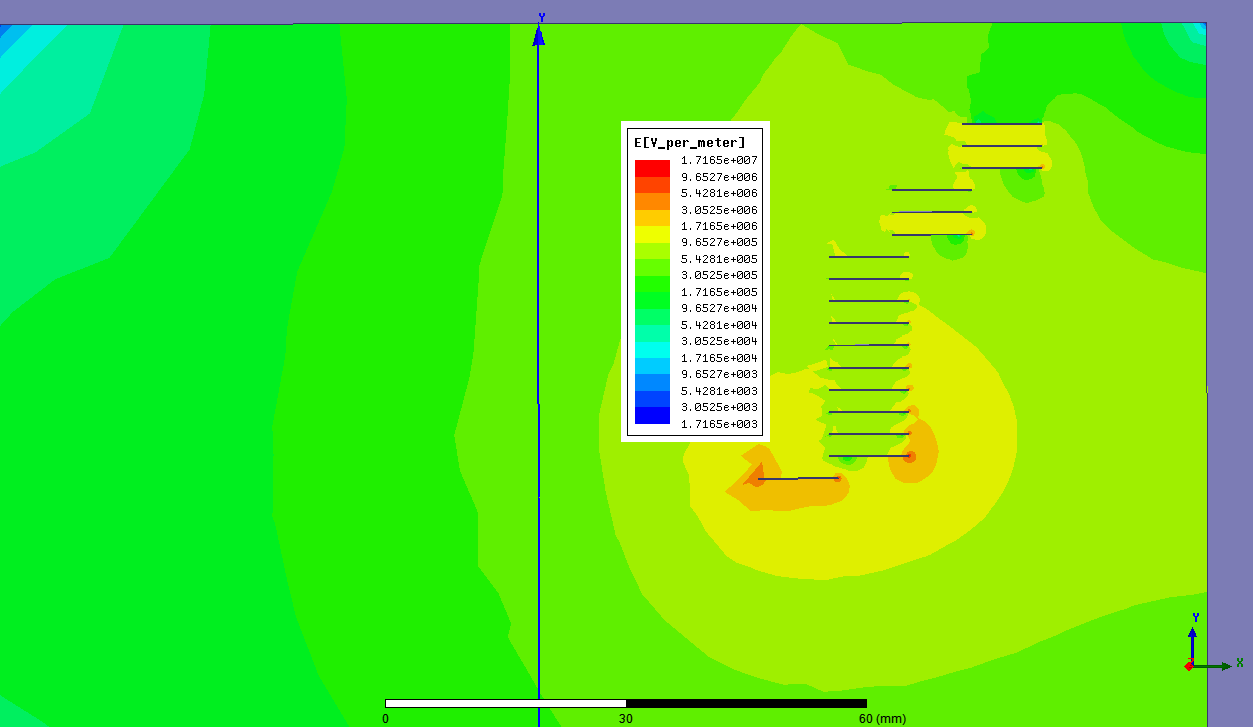 Y
E[V_per_meter]
1.7165e+007
9.6527e+006
5.4281e+006
3.0525e+006
1.7165e+006
9.6527e+005
5.4281e+005
3.0525e+005
1.7165e+005
9.6527e+004
5.4281e+004
3.0525e+004
1.7165e+004
9.6527e+003
5.4281e+003
3.0525e+003
1.7165e+003
Y
X
0 30 60 (mm)